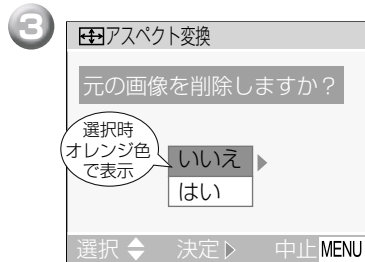 3
アスペクト変換
元の画像を削除しますか？
選択時
オレンジ色
で表示
いいえ
はい
選択 決定 中止 MENU